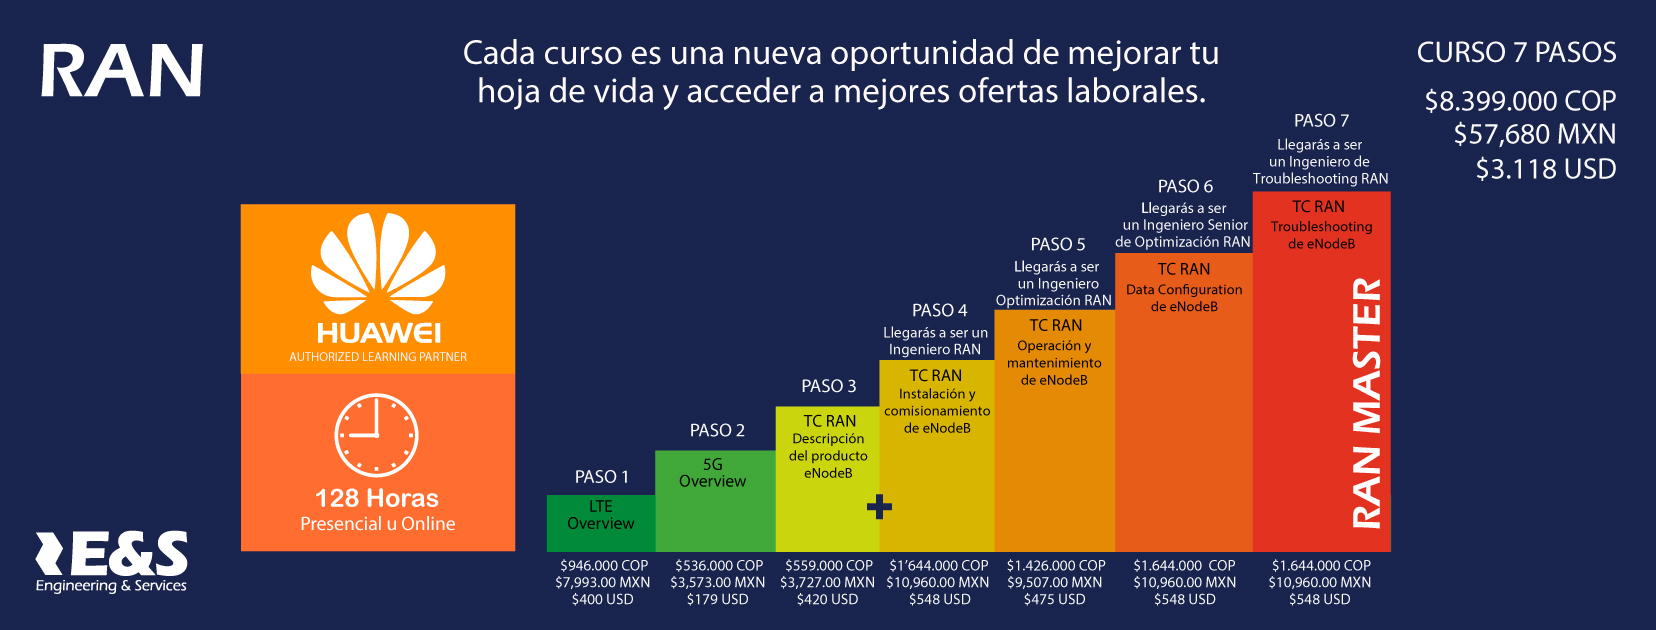 RAN
Cada curso es una nueva oportunidad de mejorar tu
hoja de vida y acceder a mejores ofertas laborales.
CURSO 7 PASOS
$8.399.000 COP
$57,680 MXN
$3.118 USD
HUAWEI
AUTHORIZED LEARNING PARTNER
128 Horas
Presencial u Online
E&S
Engineering & Services
PASO 1
LTE
Overview
$946.000 COP
$7,993.00 MXN
$400 USD
PASO 2
5G
Overview
$536.000 COP
$3,573.00 MXN
$179 USD
PASO 3
TC RAN
Descripción
del producto
eNodeB
$559.000 COP
$3,727.00 MXN
$420 USD
+
PASO 4
Llegarás a ser un
Ingeniero RAN
TC RAN
Instalación y
comisionamiento
de eNodeB
$1'644.000 COP
$10,960.00 MXN
$548 USD
PASO 5
Llegarás a ser
un Ingeniero
Optimización RAN
TC RAN
Operación y
mantenimiento
de eNodeB
$1.426.000 COP
$9,507.00 MXN
$475 USD
PASO 6
Llegarás a ser
un Ingeniero Senior
de Optimización RAN
TC RAN
Data Configuration
de eNodeB
$1.644.000 COP
$10,960.00 MXN
$548 USD
PASO 7
Llegarás a ser
un Ingeniero de
Troubleshooting RAN
TC RAN
Troubleshooting
de eNodeB
RAN MASTER
$1.644.000 COP
$10,960.00 MXN
$548 USD